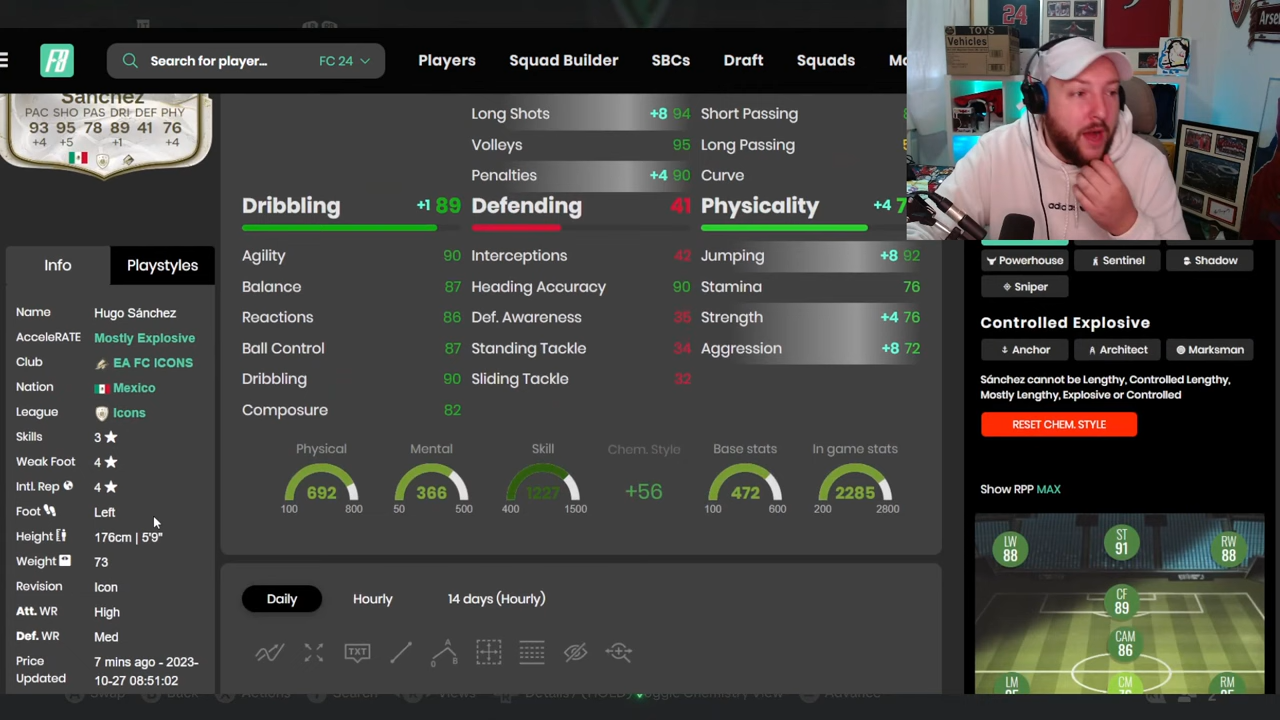 F8
Search for player...
FC 24
Players
Squad Builder
SBCs
Draft
Squads
24
TOYS
Vehicles
Sánchez
PAC SHO PAS DRI DEF PHY
93 95 78 89 41 76
+4 +5 +1 +4
Info
Playstyles
Name Hugo Sánchez
AcceleRATE Mostly Explosive
Club EA FC ICONS
Nation Mexico
League Icons
Skills 3
Weak Foot 4
Intl. Rep 4
Foot Left
Height 176cm | 5'9"
Weight 73
Revision Icon
Att. WR High
Def. WR Med
Price Updated 7 mins ago - 2023-10-27 08:51:02
Long Shots +8 94
Volleys 95
Penalties +4 90
Short Passing
Long Passing
Curve
Dribbling +1 89
Agility 90
Balance 87
Reactions 86
Ball Control 87
Dribbling 90
Composure 82
Defending 41
Interceptions 42
Heading Accuracy 90
Def. Awareness 35
Standing Tackle 34
Sliding Tackle 32
Physicality +4
Jumping +8 92
Stamina 76
Strength +4 76
Aggression +8 72
Physical
692
100 800
Mental
366
50 500
Skill
1227
400 1500
Chem. Style
+56
Base stats
472
100 600
In game stats
2285
200 2800
Daily
Hourly
14 days (Hourly)
TXT
Powerhouse
Sentinel
Shadow
Sniper
Controlled Explosive
Anchor
Architect
Marksman
Sánchez cannot be Lengthy, Controlled Lengthy,
Mostly Lengthy, Explosive or Controlled
RESET CHEM. STYLE
Show RPP MAX
LW
88
ST
91
RW
88
CF
89
CAM
86
LM
CM
RM